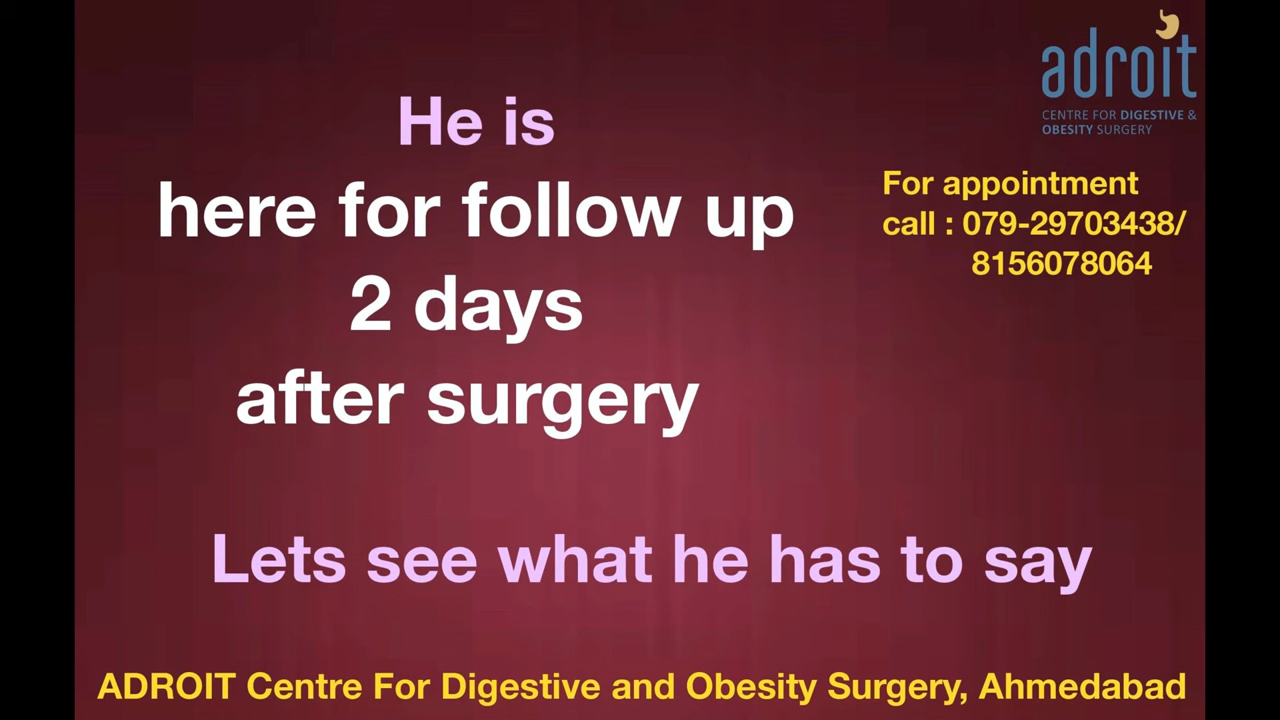 adroit
CENTRE FOR DIGESTIVE &
OBESITY SURGERY
He is
here for follow up
2 days
after surgery
For appointment
call : 079-29703438/
8156078064
Lets see what he has to say
ADROIT Centre For Digestive and Obesity Surgery, Ahmedabad